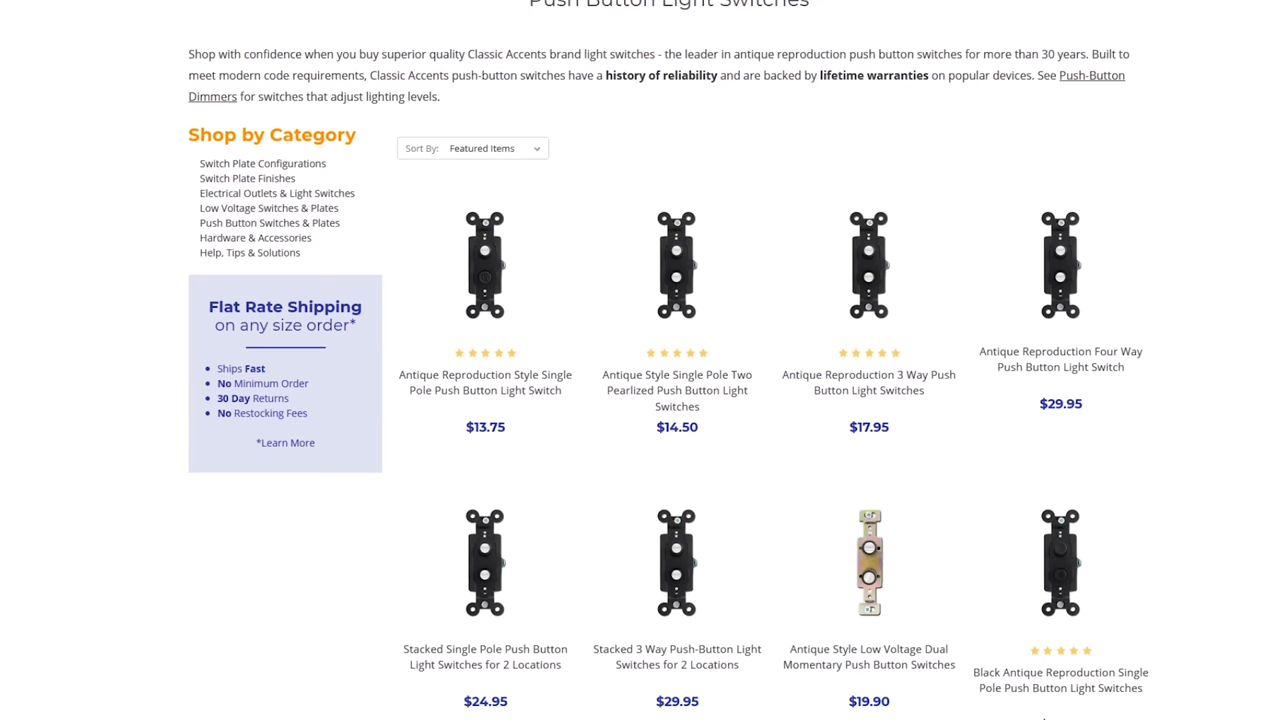 Push Button Light Switches
Shop with confidence when you buy superior quality Classic Accents brand light switches - the leader in antique reproduction push button switches for more than 30 years. Built to
meet modern code requirements, Classic Accents push-button switches have a history of reliability and are backed by lifetime warranties on popular devices. See Push-Button
Dimmers for switches that adjust lighting levels.
Shop by Category
Switch Plate Configurations
Switch Plate Finishes
Electrical Outlets & Light Switches
Low Voltage Switches & Plates
Push Button Switches & Plates
Hardware & Accessories
Help, Tips & Solutions
Flat Rate Shipping
on any size order*
Ships Fast
No Minimum Order
30 Day Returns
No Restocking Fees
*Learn More
Sort By: Featured Items
Antique Reproduction Style Single
Pole Push Button Light Switch
$13.75
Antique Style Single Pole Two
Pearlized Push Button Light
Switches
$14.50
Antique Reproduction 3 Way Push
Button Light Switches
$17.95
Antique Reproduction Four Way
Push Button Light Switch
$29.95
Stacked Single Pole Push Button
Light Switches for 2 Locations
$24.95
Stacked 3 Way Push-Button Light
Switches for 2 Locations
$29.95
Antique Style Low Voltage Dual
Momentary Push Button Switches
$19.90
Black Antique Reproduction Single
Pole Push Button Light Switches